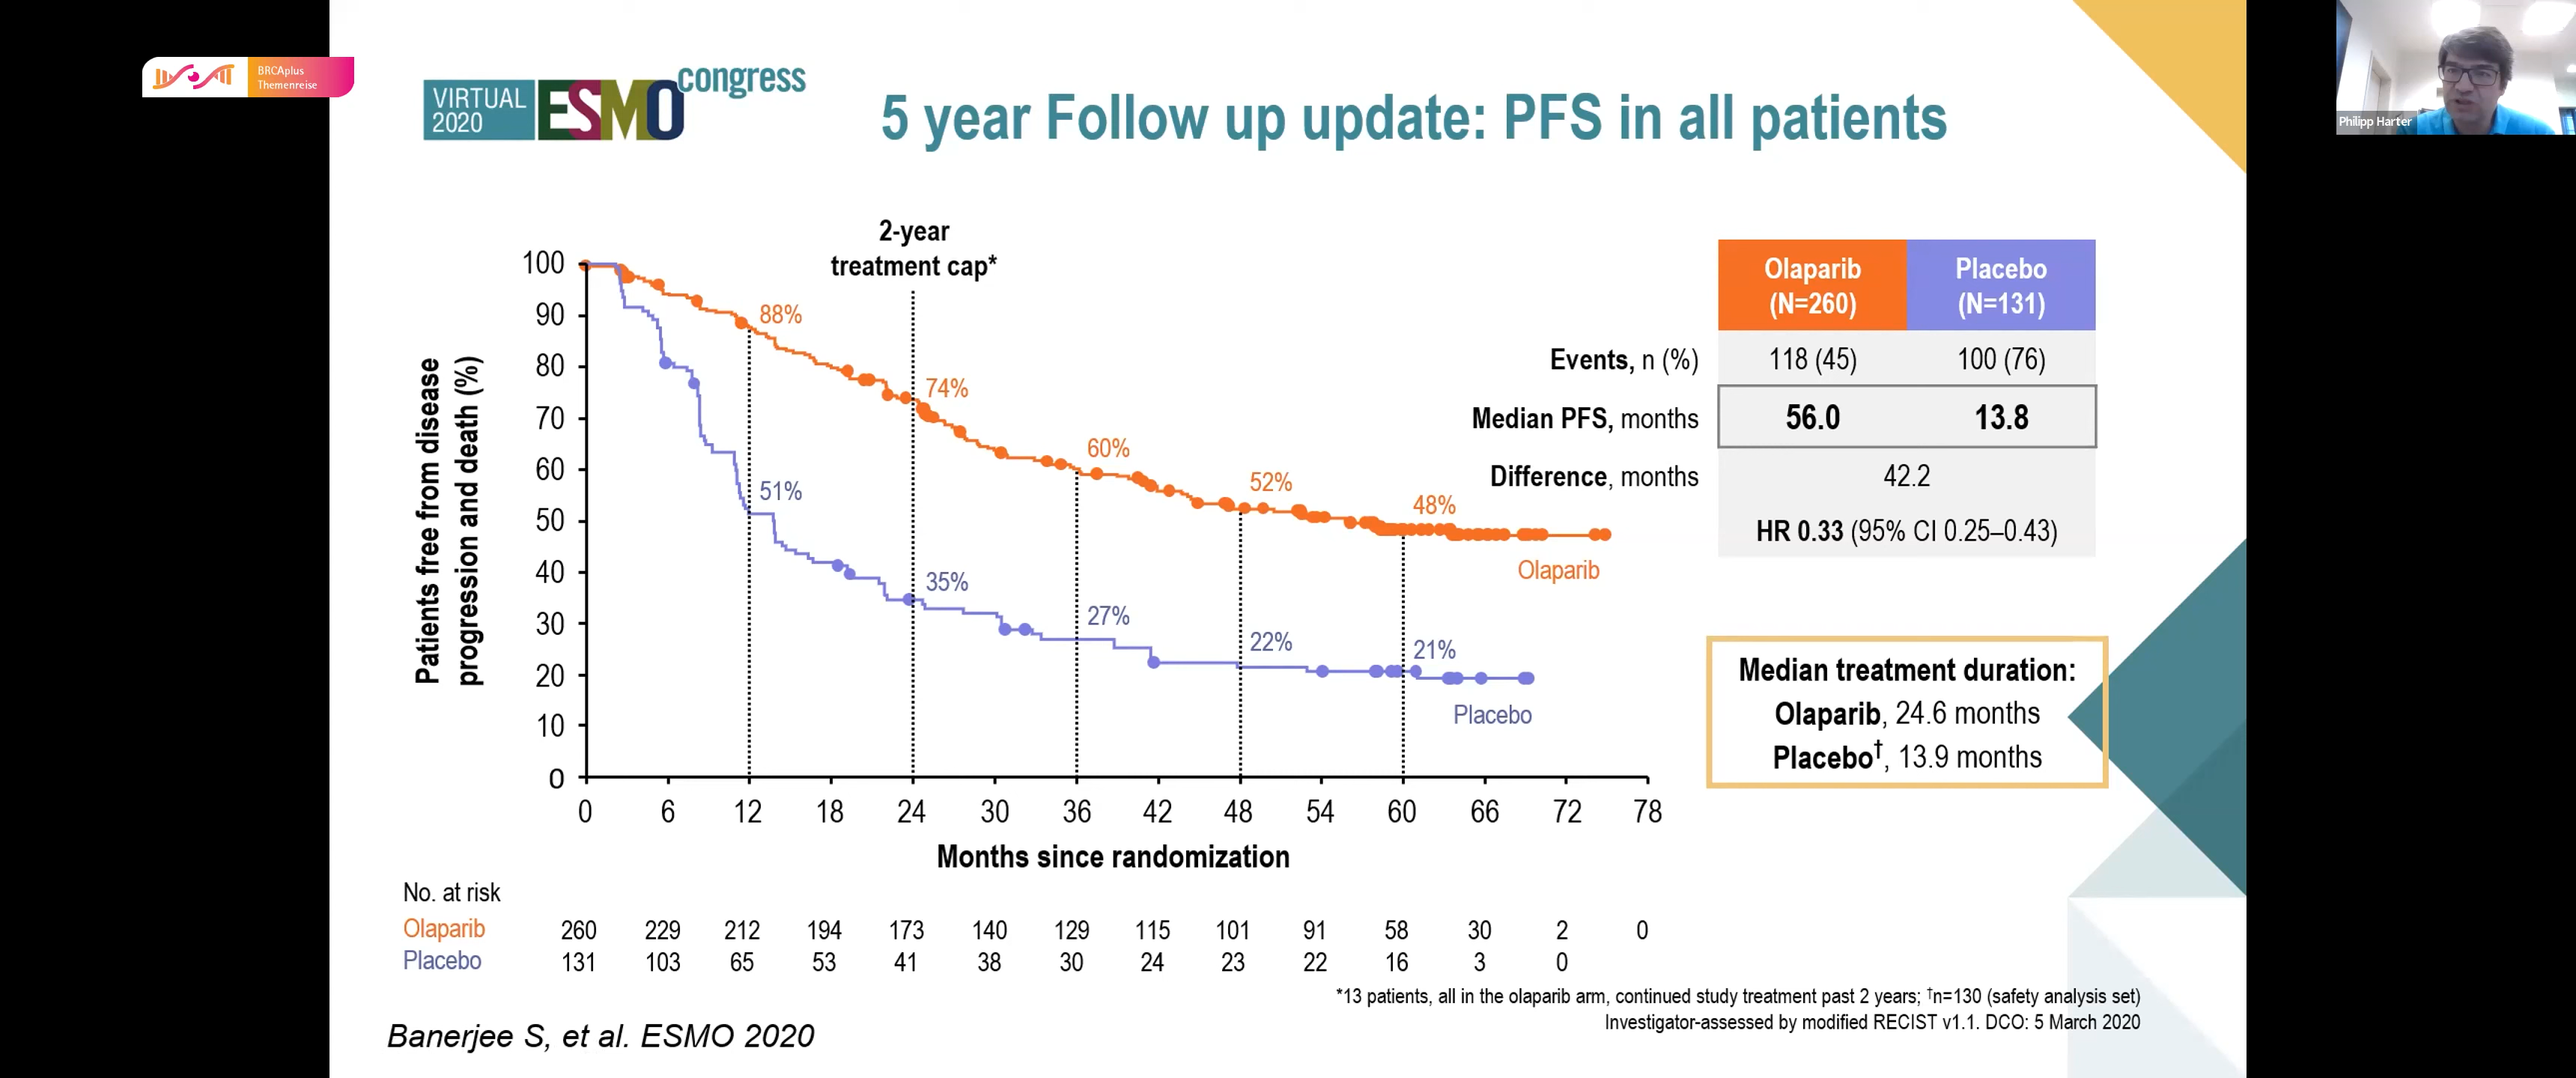 BRCAplus
Themenreise
VIRTUAL
2020
ESMO
congress
5 year Follow up update: PFS in all patients
Philipp Harter
2-year
treatment cap*
Patients free from disease
progression and death (%)
100
90
80
70
60
50
40
30
20
10
0
88%
74%
60%
52%
48%
Olaparib
51%
35%
27%
22%
21%
Placebo
0 6 12 18 24 30 36 42 48 54 60 66 72 78
Months since randomization
Olaparib Placebo
(N=260) (N=131)
Events, n (%) 118 (45) 100 (76)
Median PFS, months 56.0 13.8
Difference, months 42.2
HR 0.33 (95% CI 0.25–0.43)
Median treatment duration:
Olaparib, 24.6 months
Placebo†, 13.9 months
No. at risk
Olaparib 260 229 212 194 173 140 129 115 101 91 58 30 2 0
Placebo 131 103 65 53 41 38 30 24 23 22 16 3 0
*13 patients, all in the olaparib arm, continued study treatment past 2 years; †n=130 (safety analysis set)
Investigator-assessed by modified RECIST v1.1. DCO: 5 March 2020
Banerjee S, et al. ESMO 2020